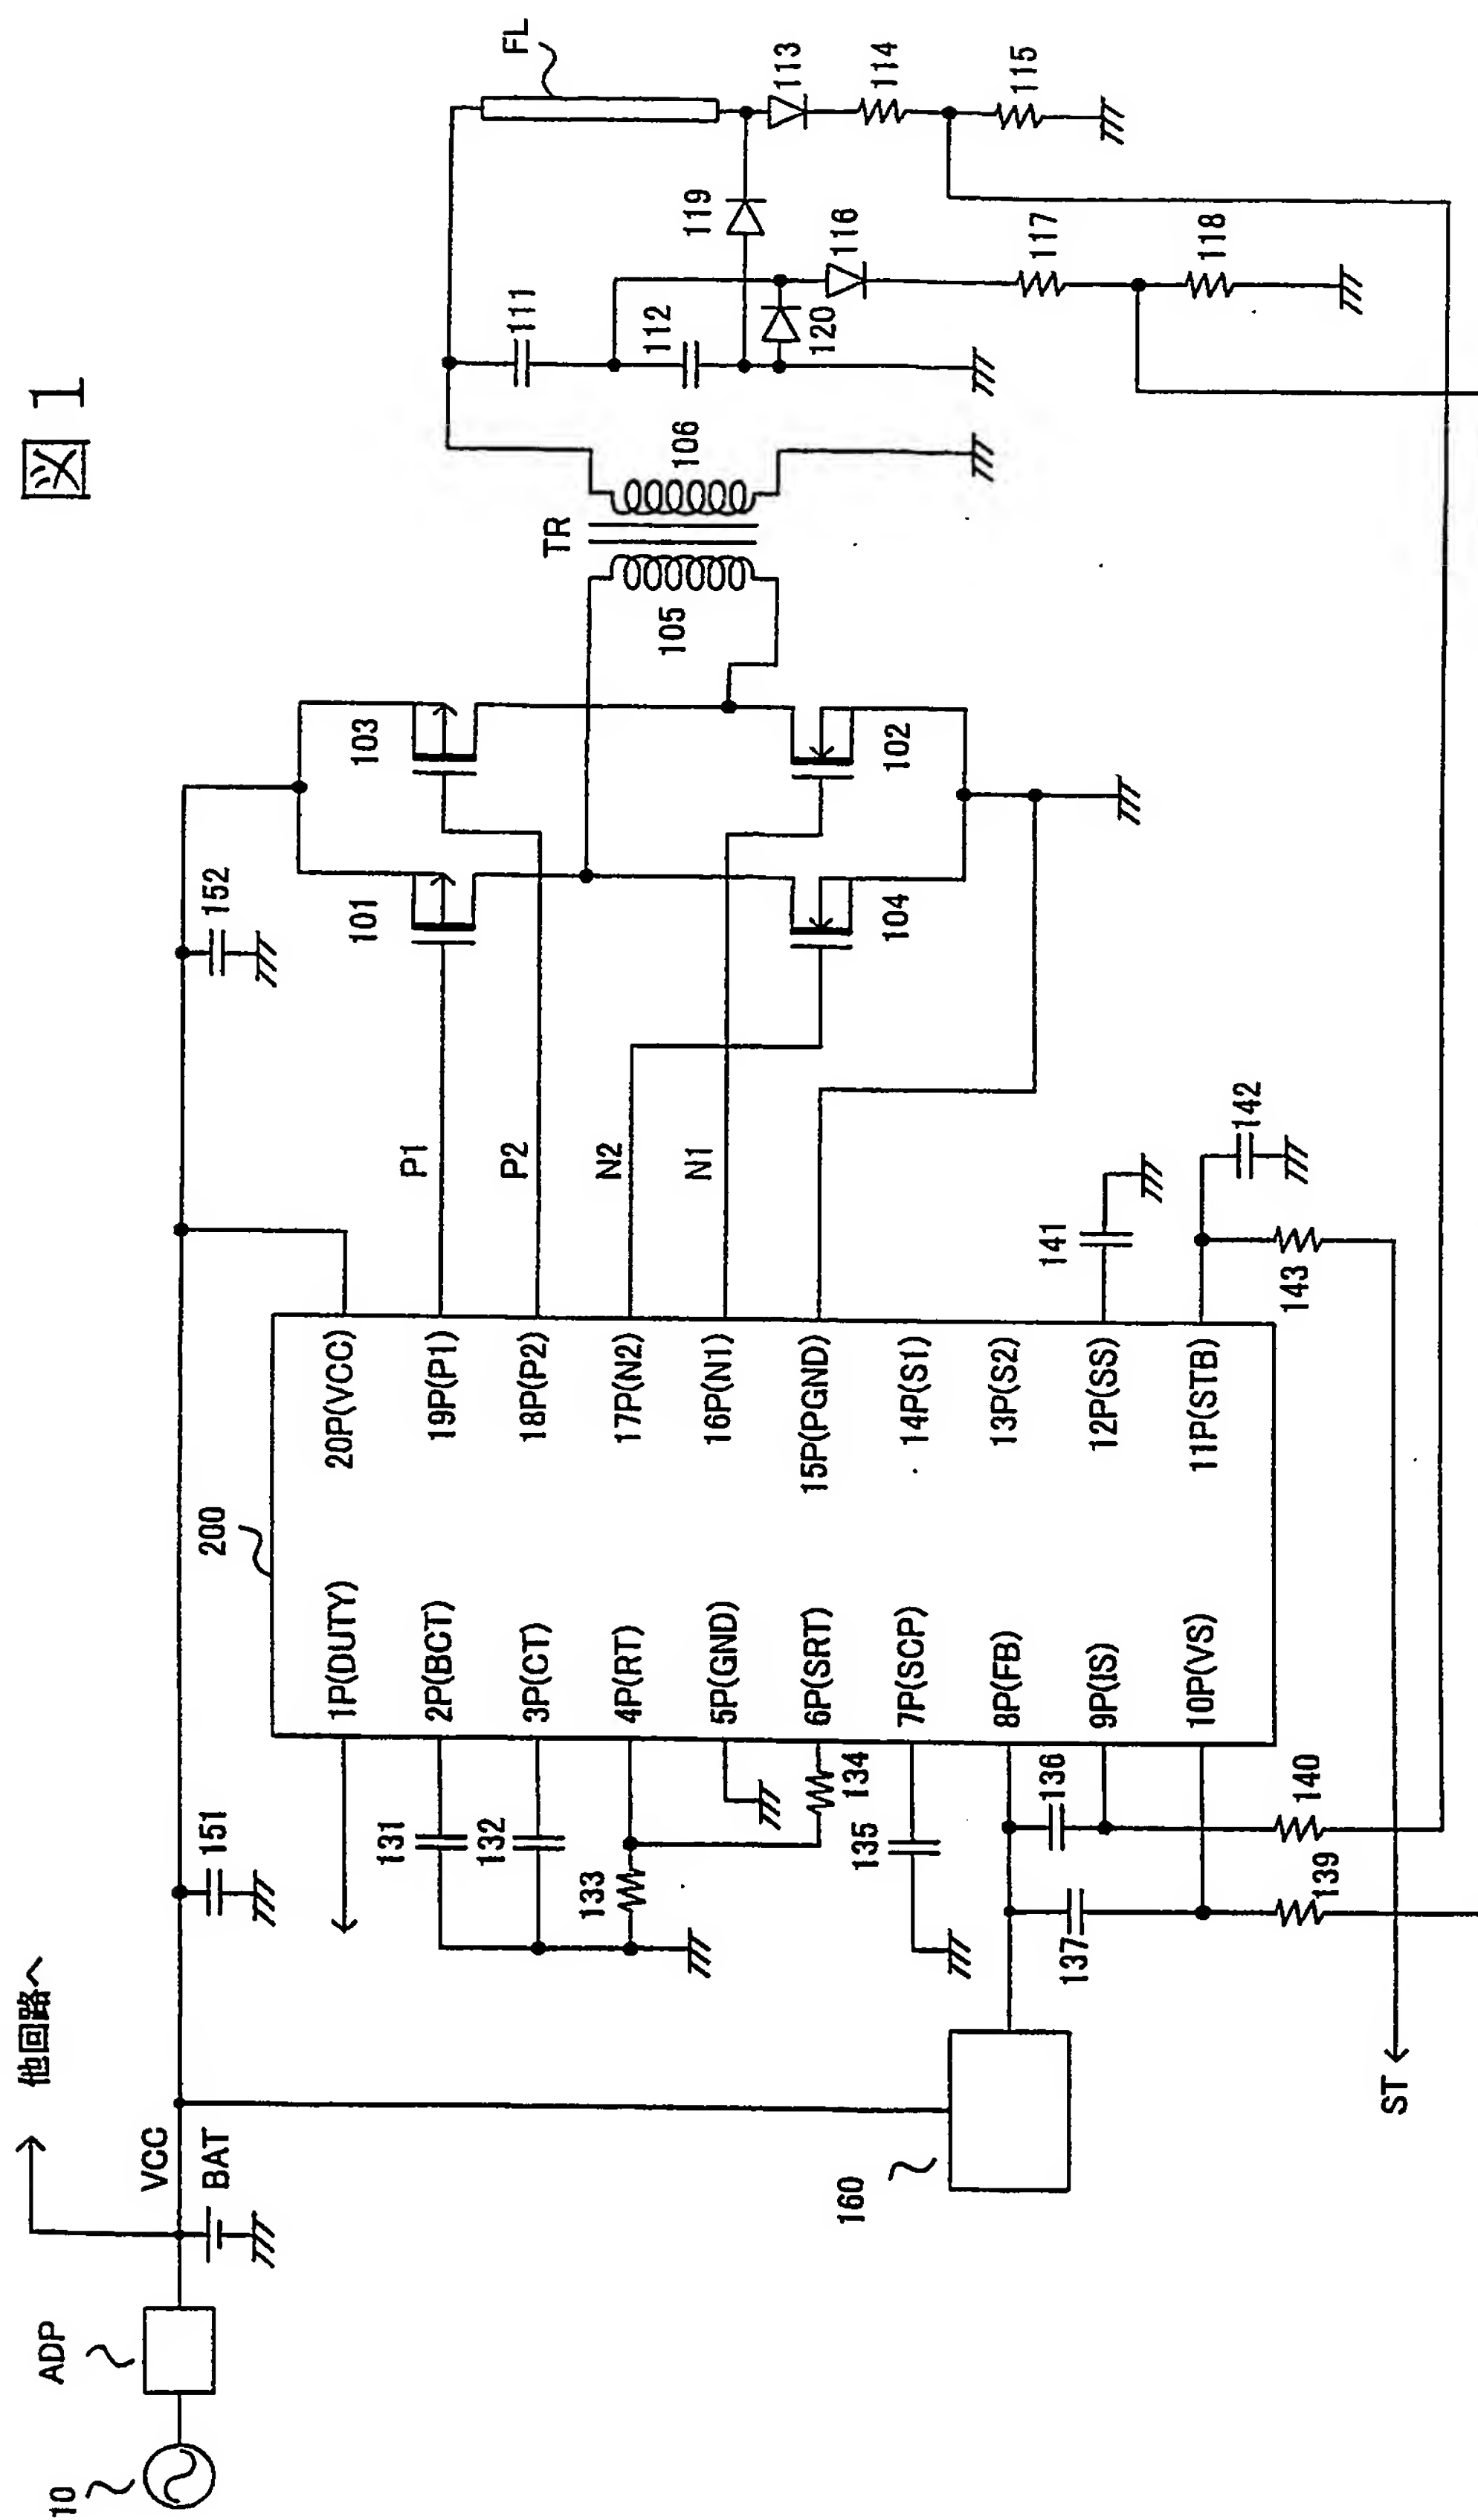 図 1
10
ADP
他回路へ
VCC
BAT
151
152
200
1P(DUTY)
2P(BCT)
3P(CT)
4P(RT)
5P(GND)
6P(SRT)
7P(SCP)
8P(FB)
9P(IS)
10P(VS)
20P(VCC)
19P(P1)
18P(P2)
17P(N2)
16P(N1)
15P(PGND)
14P(S1)
13P(S2)
12P(SS)
11P(STB)
131
132
133
134
135
136
137
139
140
160
ST
P1
P2
N2
N1
141
142
143
101
103
104
102
TR
105
106
111
112
119
120
FL
113
114
115
116
117
118